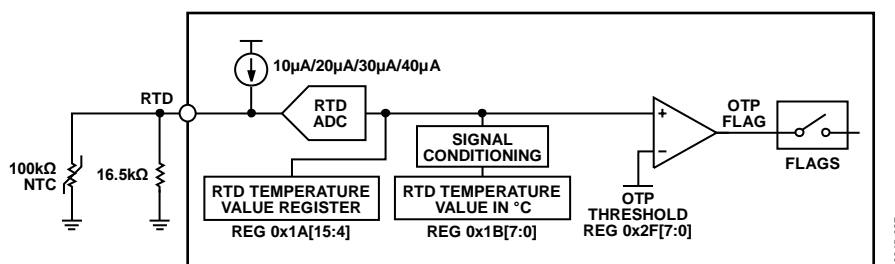 10µA/20µA/30µA/40µA
RTD
RTD
ADC
OTP
FLAG
+
−
FLAGS
SIGNAL
CONDITIONING
100kΩ
NTC
16.5kΩ
RTD TEMPERATURE
VALUE REGISTER
REG 0x1A[15:4]
RTD TEMPERATURE
VALUE IN °C
REG 0x1B[7:0]
OTP
THRESHOLD
REG 0x2F[7:0]